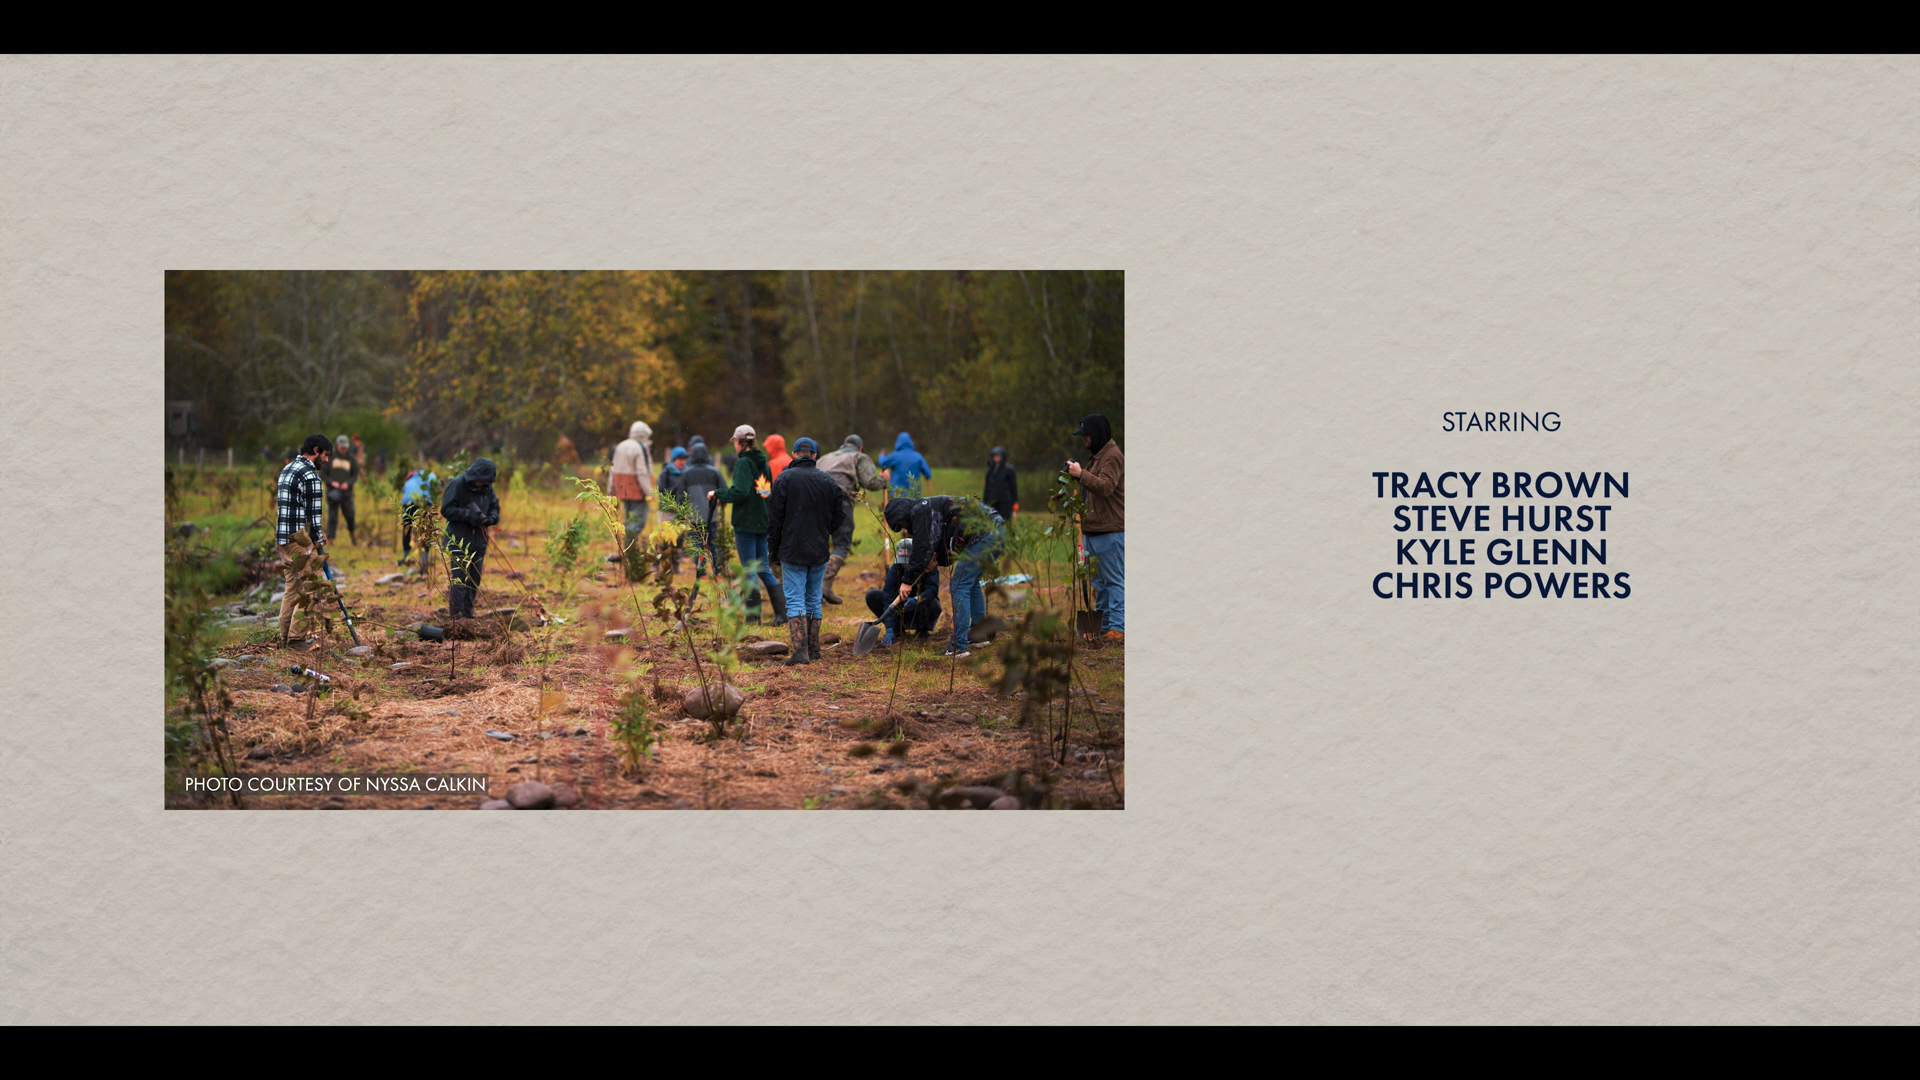 STARRING
TRACY BROWN
STEVE HURST
KYLE GLENN
CHRIS POWERS
PHOTO COURTESY OF NYSSA CALKIN